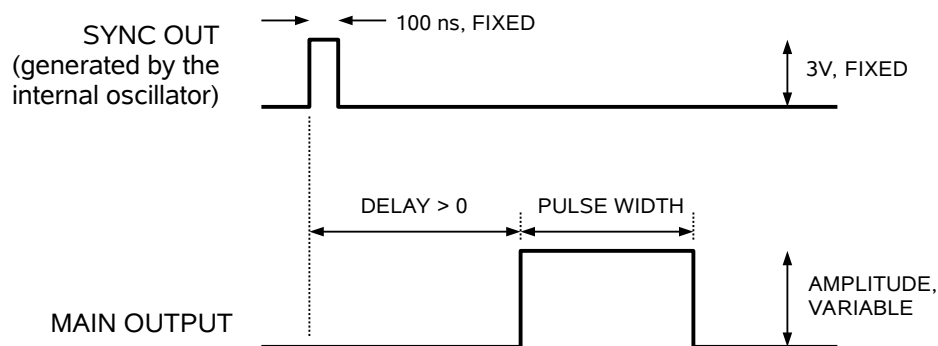 100 ns, FIXED
SYNC OUT
(generated by the
internal oscillator)
3V, FIXED
DELAY > 0
PULSE WIDTH
AMPLITUDE,
VARIABLE
MAIN OUTPUT